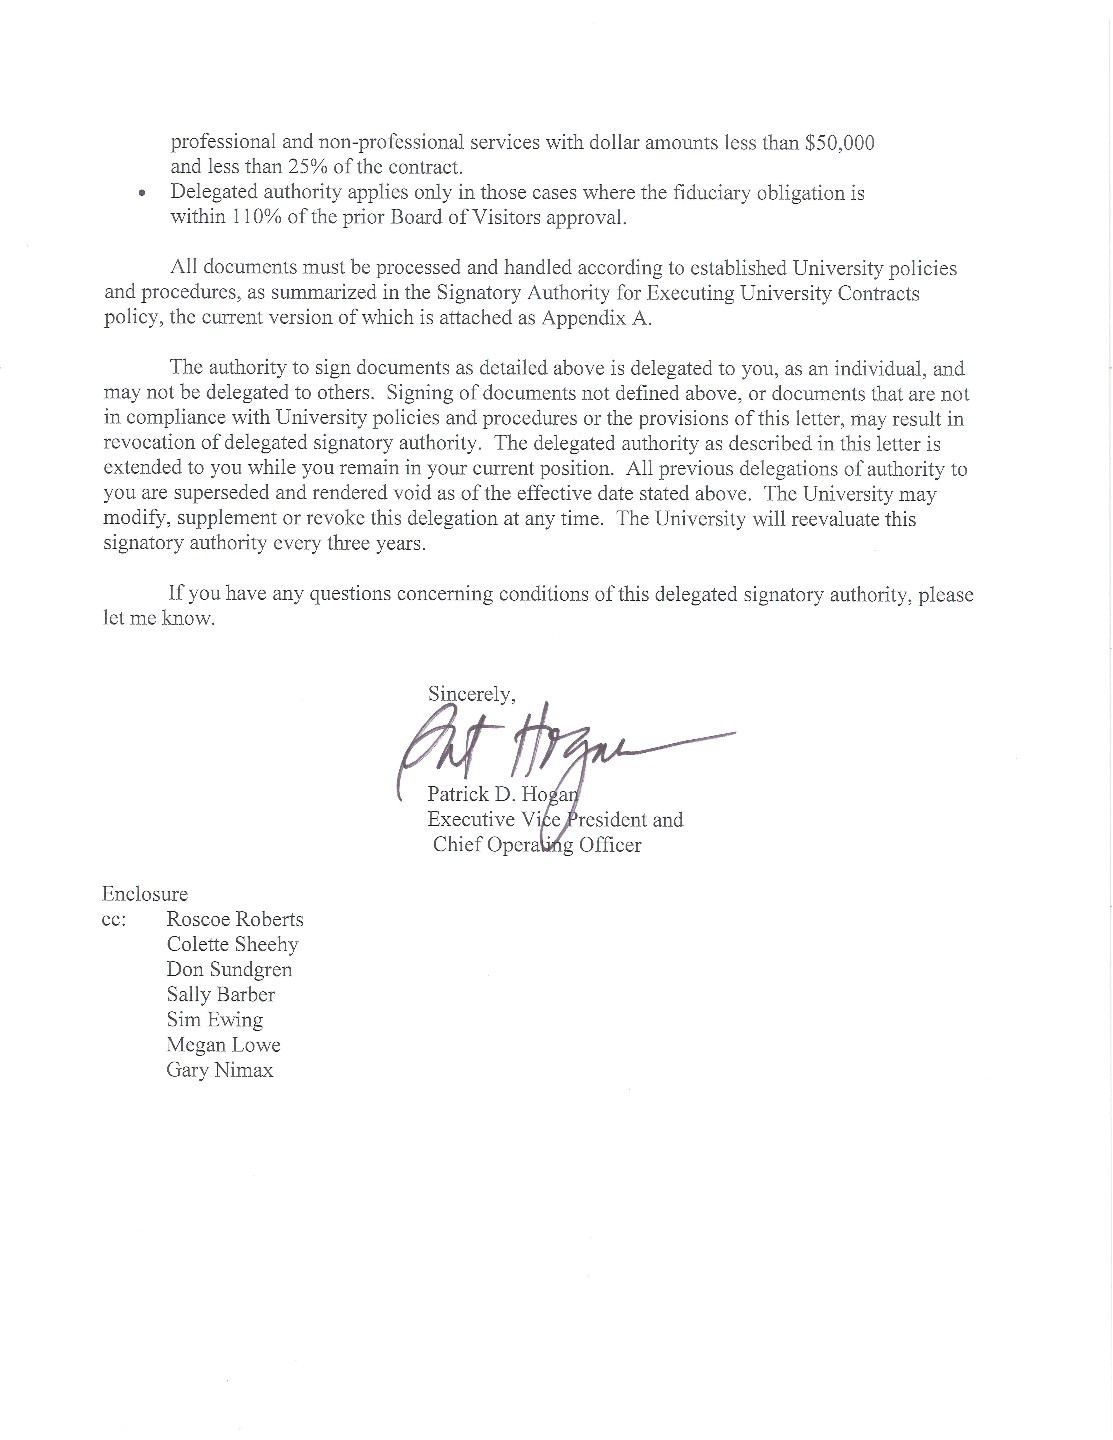 professional and non-professional services with dollar amounts less than $50,000
and less than 25% of the contract.
• Delegated authority applies only in those cases where the fiduciary obligation is
within 110% of the prior Board of Visitors approval.
All documents must be processed and handled according to established University policies
and procedures, as summarized in the Signatory Authority for Executing University Contracts
policy, the current version of which is attached as Appendix A.
The authority to sign documents as detailed above is delegated to you, as an individual, and
may not be delegated to others. Signing of documents not defined above, or documents that are not
in compliance with University policies and procedures or the provisions of this letter, may result in
revocation of delegated signatory authority. The delegated authority as described in this letter is
extended to you while you remain in your current position. All previous delegations of authority to
you are superseded and rendered void as of the effective date stated above. The University may
modify, supplement or revoke this delegation at any time. The University will reevaluate this
signatory authority every three years.
If you have any questions concerning conditions of this delegated signatory authority, please
let me know.
Sincerely,
Pat Hogan
Patrick D. Hogan
Executive Vice President and
Chief Operating Officer
Enclosure
cc: Roscoe Roberts
Colette Sheehy
Don Sundgren
Sally Barber
Sim Ewing
Megan Lowe
Gary Nimax